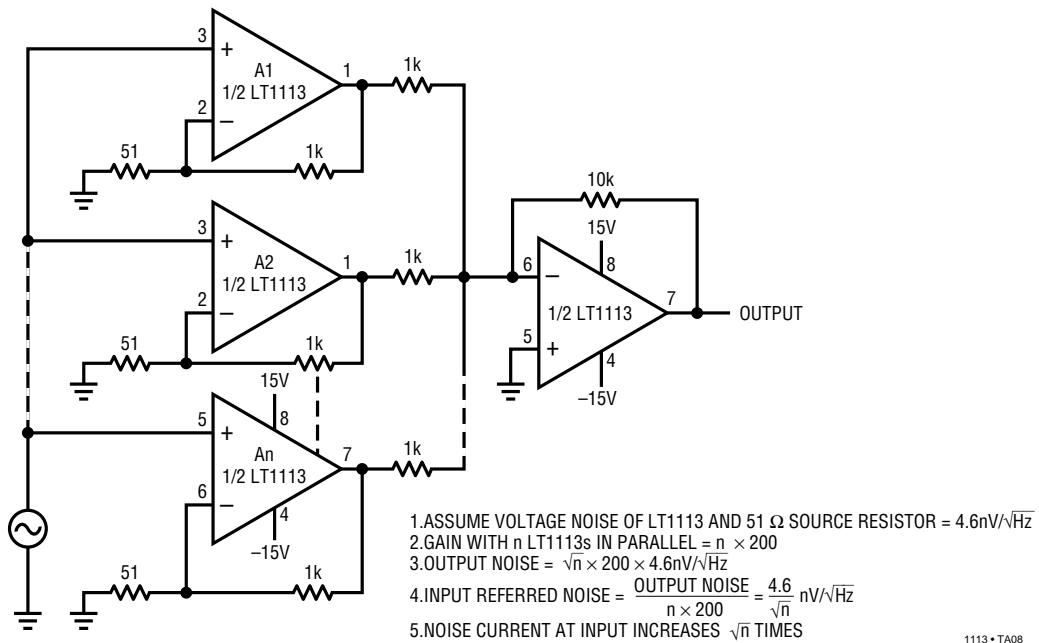 3
+
A1
1/2 LT1113
1
1k
2
−
51
1k
3
+
A2
1/2 LT1113
1
1k
2
−
51
1k
10k
15V
6
−
8
1/2 LT1113
7
OUTPUT
5
+
4
−15V
15V
8
5
+
An
1/2 LT1113
7
1k
6
−
4
−15V
51
1k
1.ASSUME VOLTAGE NOISE OF LT1113 AND 51 Ω SOURCE RESISTOR = 4.6nV/√Hz
2.GAIN WITH n LT1113s IN PARALLEL = n × 200
3.OUTPUT NOISE = √n × 200 × 4.6nV/√Hz
4.INPUT REFERRED NOISE = OUTPUT NOISE / n × 200 = 4.6 / √n nV/√Hz
5.NOISE CURRENT AT INPUT INCREASES √n TIMES
1113 • TA08